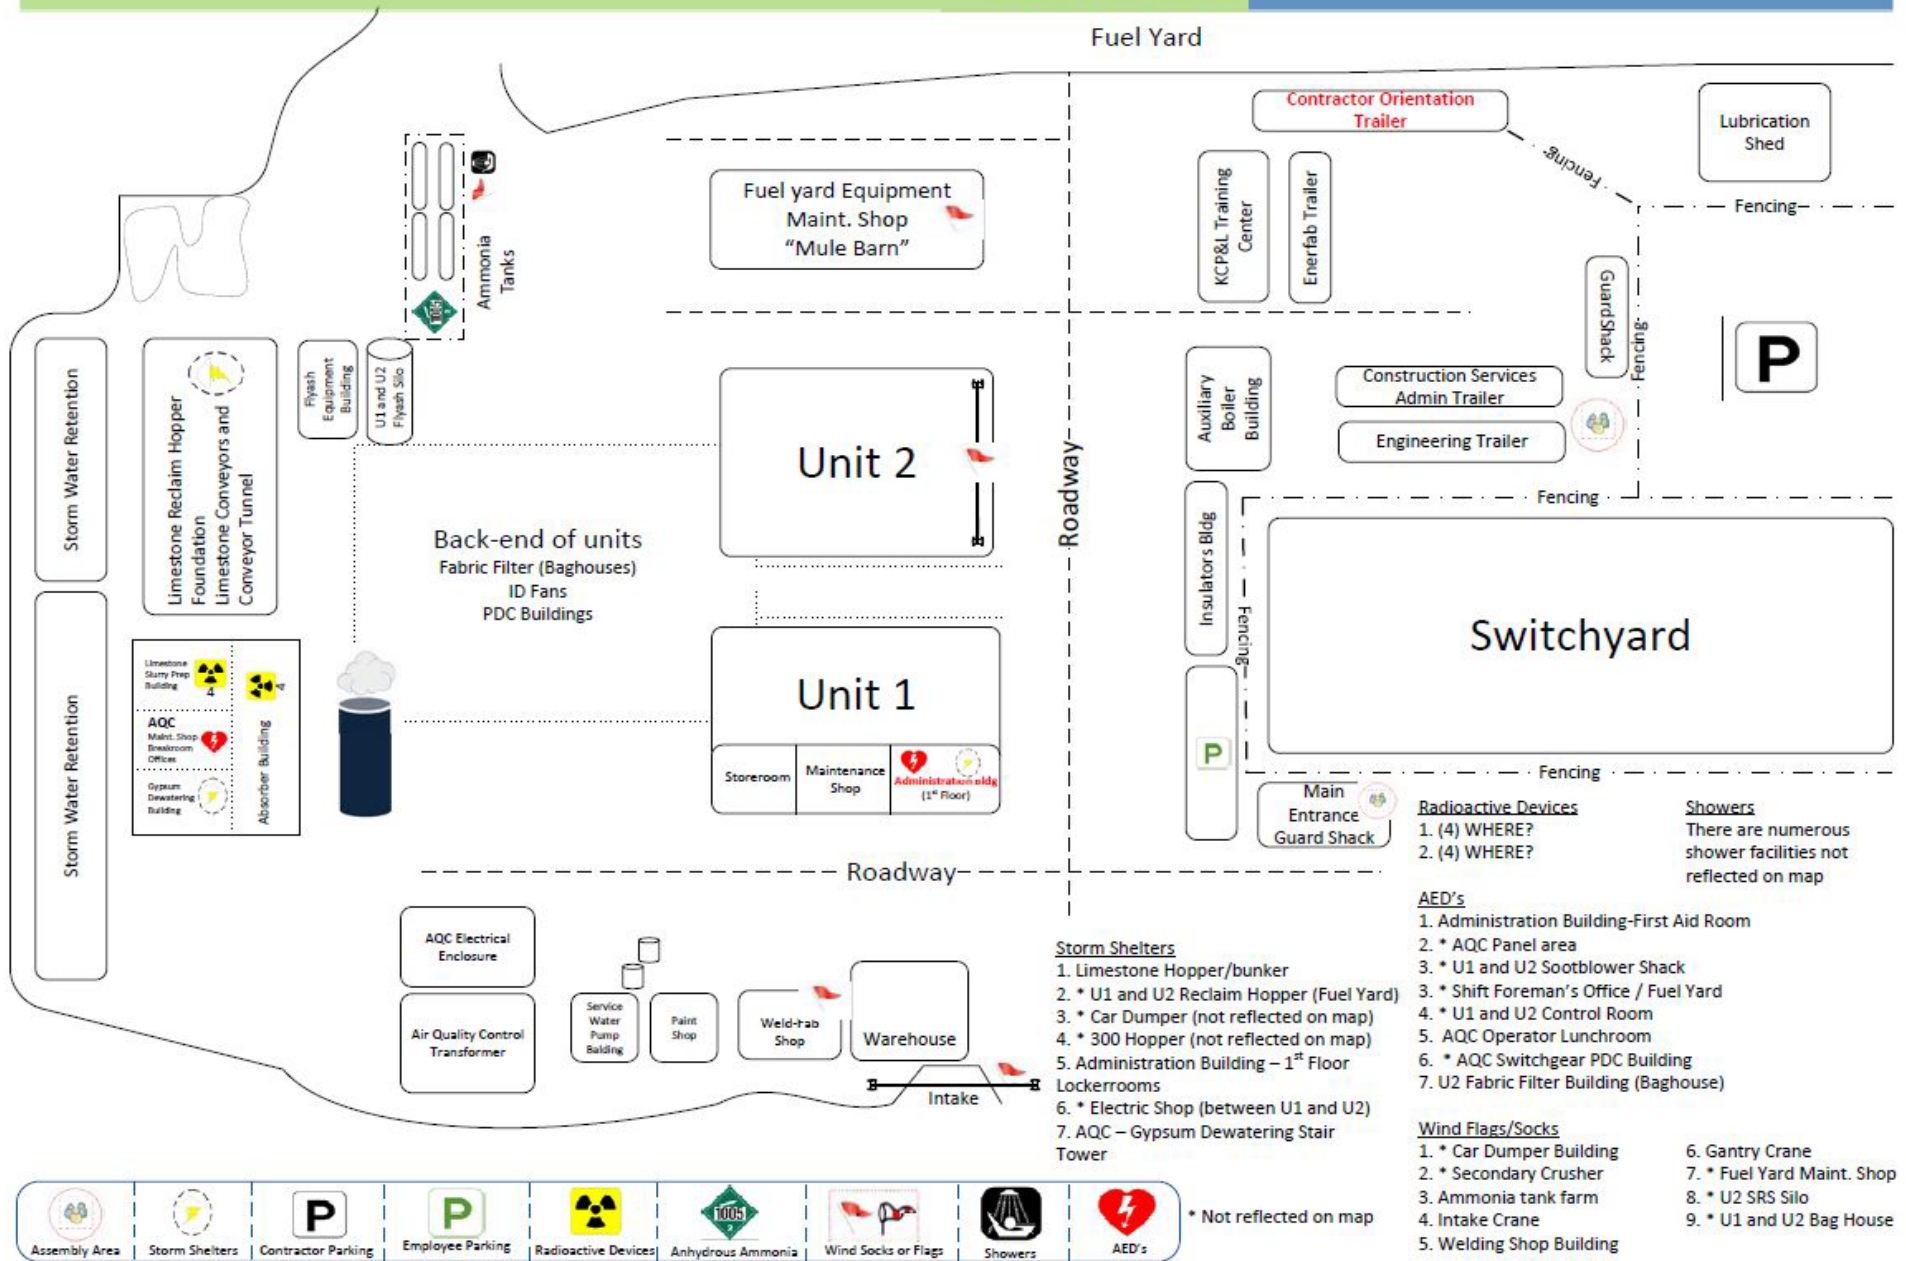 Fuel Yard
Contractor Orientation
Trailer
Lubrication
Shed
Fencing
Fencing
Ammonia
Tanks
Fuel yard Equipment
Maint. Shop
“Mule Barn”
KCP&L Training
Center
Enerfab Trailer
Guard Shack
Fencing
P
Storm Water Retention
Limestone Reclaim Hopper
Foundation
Limestone Conveyors and
Conveyor Tunnel
Flyash
Equipment
Building
U1 and U2
Flyash Silo
Unit 2
Roadway
Auxiliary
Boiler
Building
Construction Services
Admin Trailer
Engineering Trailer
Fencing
Back-end of units
Fabric Filter (Baghouses)
ID Fans
PDC Buildings
Insulators Bldg
Fencing
Switchyard
Storm Water Retention
Limestone
Slurry Prep
Building
4
4
AQC
Maint. Shop
Breakroom
Offices
Gypsum
Dewatering
Building
Absorber Building
Unit 1
Storeroom
Maintenance
Shop
Administration Bldg
(1st Floor)
P
Fencing
Main
Entrance
Guard Shack
Roadway
AQC Electrical
Enclosure
Air Quality Control
Transformer
Service
Water
Pump
Balding
Paint
Shop
Weld-Fab
Shop
Warehouse
Intake
Radioactive Devices
1. (4) WHERE?
2. (4) WHERE?
Showers
There are numerous
shower facilities not
reflected on map
AED's
1. Administration Building-First Aid Room
2. * AQC Panel area
3. * U1 and U2 Sootblower Shack
3. * Shift Foreman's Office / Fuel Yard
4. * U1 and U2 Control Room
5. AQC Operator Lunchroom
6. * AQC Switchgear PDC Building
7. U2 Fabric Filter Building (Baghouse)
Storm Shelters
1. Limestone Hopper/bunker
2. * U1 and U2 Reclaim Hopper (Fuel Yard)
3. * Car Dumper (not reflected on map)
4. * 300 Hopper (not reflected on map)
5. Administration Building – 1st Floor
Lockerrooms
6. * Electric Shop (between U1 and U2)
7. AQC – Gypsum Dewatering Stair
Tower
Wind Flags/Socks
1. * Car Dumper Building
2. * Secondary Crusher
3. Ammonia tank farm
4. Intake Crane
5. Welding Shop Building
6. Gantry Crane
7. * Fuel Yard Maint. Shop
8. * U2 SRS Silo
9. * U1 and U2 Bag House
Assembly Area
Storm Shelters
P
Contractor Parking
P
Employee Parking
Radioactive Devices
1005
2
Anhydrous Ammonia
Wind Socks or Flags
Showers
AED's
* Not reflected on map